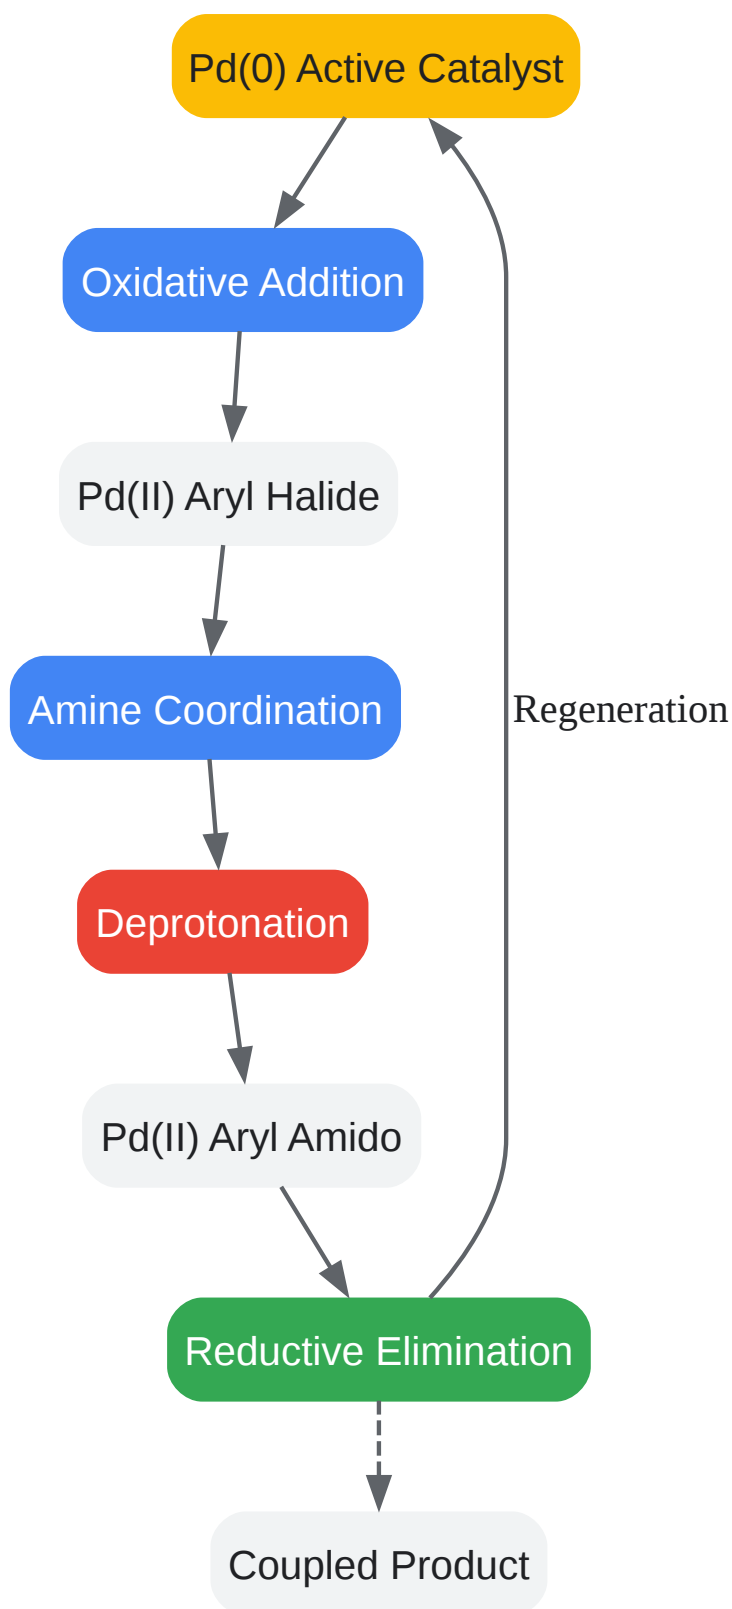 Pd(0) Active Catalyst
Oxidative Addition
Pd(II) Aryl Halide
Amine Coordination
Regeneration
Deprotonation
Pd(II) Aryl Amido
Reductive Elimination
Coupled Product